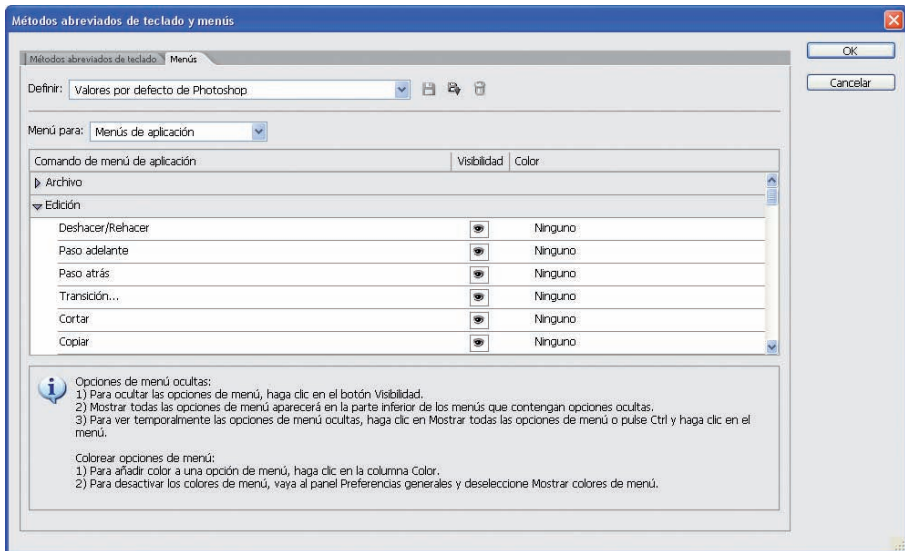 Métodos abreviados de teclado y menús
Métodos abreviados de teclado
Menús
OK
Cancelar
Definir: Valores por defecto de Photoshop
Menú para: Menús de aplicación
Comando de menú de aplicación Visibilidad Color
Archivo
Edición
Deshacer/Rehacer Ninguno
Paso adelante Ninguno
Paso atrás Ninguno
Transición... Ninguno
Cortar Ninguno
Copiar Ninguno
Opciones de menú ocultas:
1) Para ocultar las opciones de menú, haga clic en el botón Visibilidad.
2) Mostrar todas las opciones de menú aparecerá en la parte inferior de los menús que contengan opciones ocultas.
3) Para ver temporalmente las opciones de menú ocultas, haga clic en Mostrar todas las opciones de menú o pulse Ctrl y haga clic en el
menú.
Colorear opciones de menú:
1) Para añadir color a una opción de menú, haga clic en la columna Color.
2) Para desactivar los colores de menú, vaya al panel Preferencias generales y deseleccione Mostrar colores de menú.